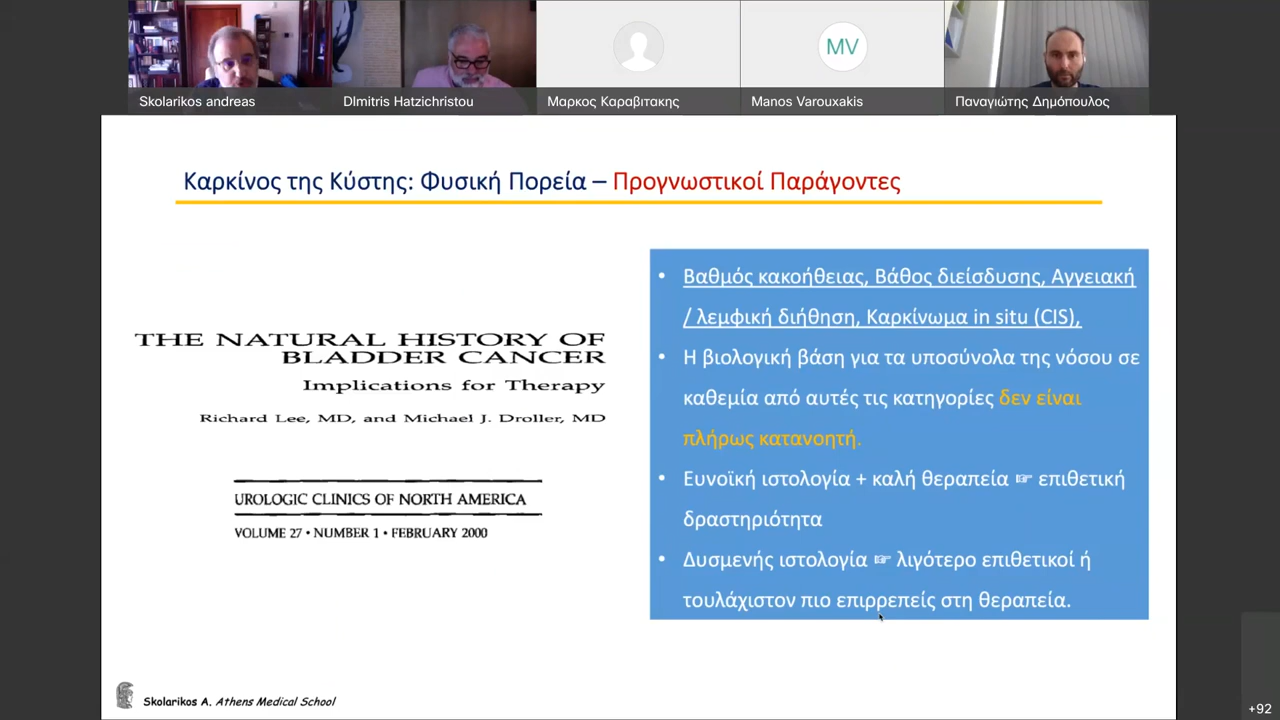 MV
Skolarikos andreas
DImitris Hatzichristou
Μαρκος Καραβιτακης
Manos Varouxakis
Παναγιώτης Δημόπουλος
Καρκίνος της Κύστης: Φυσική Πορεία – Προγνωστικοί Παράγοντες
THE NATURAL HISTORY OF
BLADDER CANCER
Implications for Therapy
Richard Lee, MD, and Michael J. Droller, MD
UROLOGIC CLINICS OF NORTH AMERICA
VOLUME 27 • NUMBER 1 • FEBRUARY 2000
• Βαθμός κακοήθειας, Βάθος διείσδυσης, Αγγειακή
/ λεμφική διήθηση, Καρκίνωμα in situ (CIS),
• Η βιολογική βάση για τα υποσύνολα της νόσου σε
καθεμία από αυτές τις κατηγορίες δεν είναι
πλήρως κατανοητή.
• Ευνοϊκή ιστολογία + καλή θεραπεία ☞ επιθετική
δραστηριότητα
• Δυσμενής ιστολογία ☞ λιγότερο επιθετικοί ή
τουλάχιστον πιο επιρρεπείς στη θεραπεία.
Skolarikos A. Athens Medical School
+92